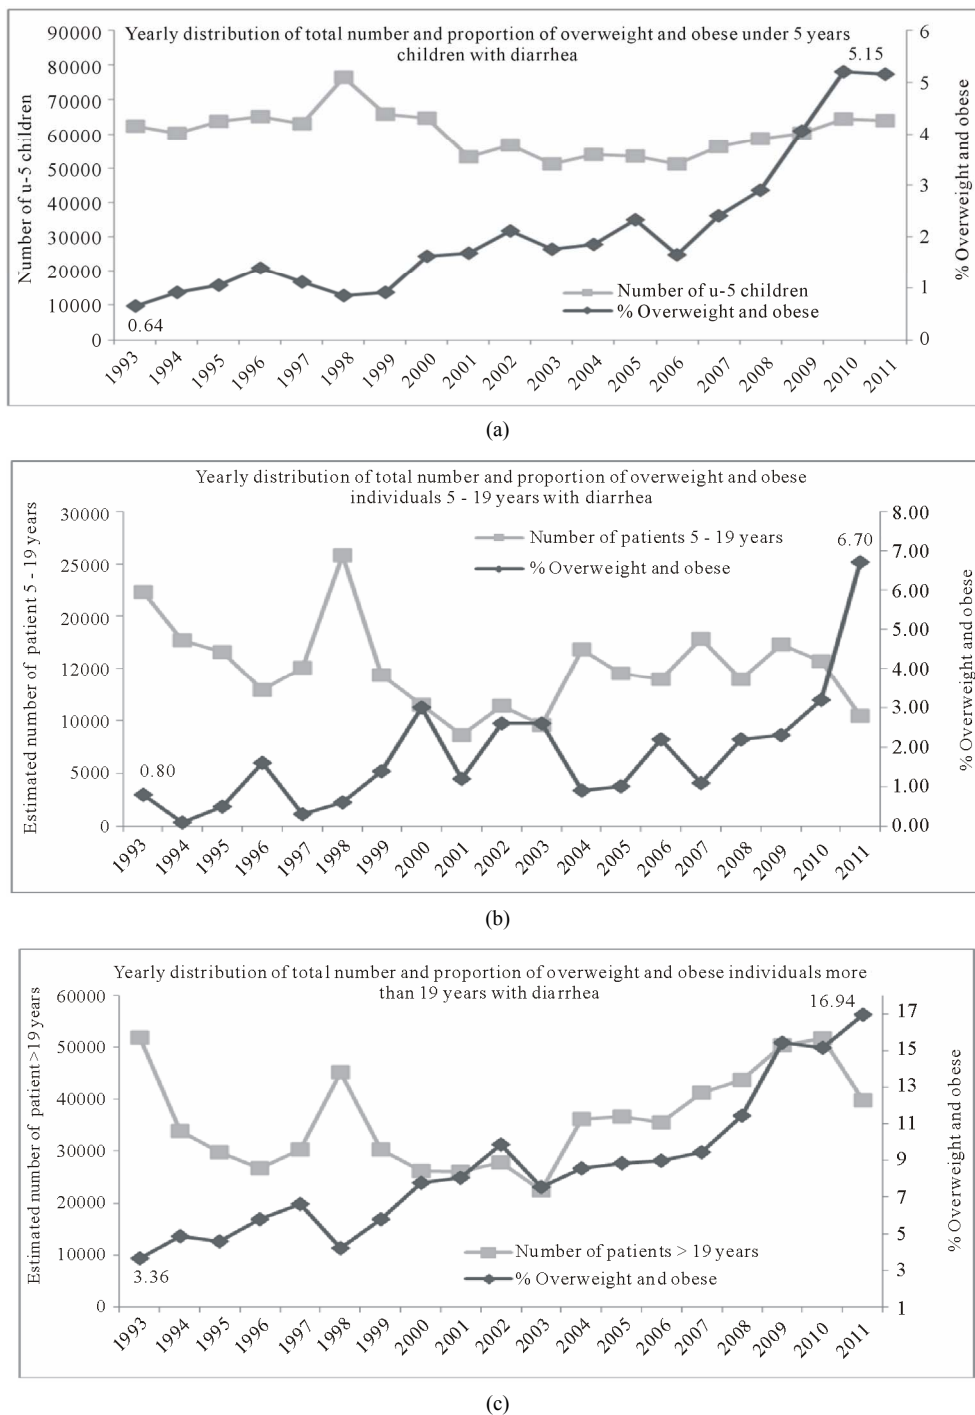 Yearly distribution of total number and proportion of overweight and obese under 5 years
children with diarrhea
Number of u-5 children
90000
80000
70000
60000
50000
40000
30000
20000
10000
0
6
5
4
3
2
1
0
% Overweight and obese
5.15
0.64
Number of u-5 children
% Overweight and obese
1993 1994 1995 1996 1997 1998 1999 2000 2001 2002 2003 2004 2005 2006 2007 2008 2009 2010 2011
(a)
Yearly distribution of total number and proportion of overweight and obese
individuals 5 - 19 years with diarrhea
Estimated number of patient 5 - 19 years
30000
25000
20000
12000
10000
5000
0
8.00
7.00
6.00
5.00
4.00
3.00
2.00
1.00
0.00
% Overweight and obese
Number of patients 5 - 19 years
% Overweight and obese
6.70
0.80
1993 1994 1995 1996 1997 1998 1999 2000 2001 2002 2003 2004 2005 2006 2007 2008 2009 2010 2011
(b)
Yearly distribution of total number and proportion of overweight and obese individuals more
than 19 years with diarrhea
Estimated number of patient >19 years
60000
50000
40000
30000
20000
10000
0
17
15
13
11
9
7
5
3
1
% Overweight and obese
16.94
3.36
Number of patients > 19 years
% Overweight and obese
1993 1994 1995 1996 1997 1998 1999 2000 2001 2002 2003 2004 2005 2006 2007 2008 2009 2010 2011
(c)